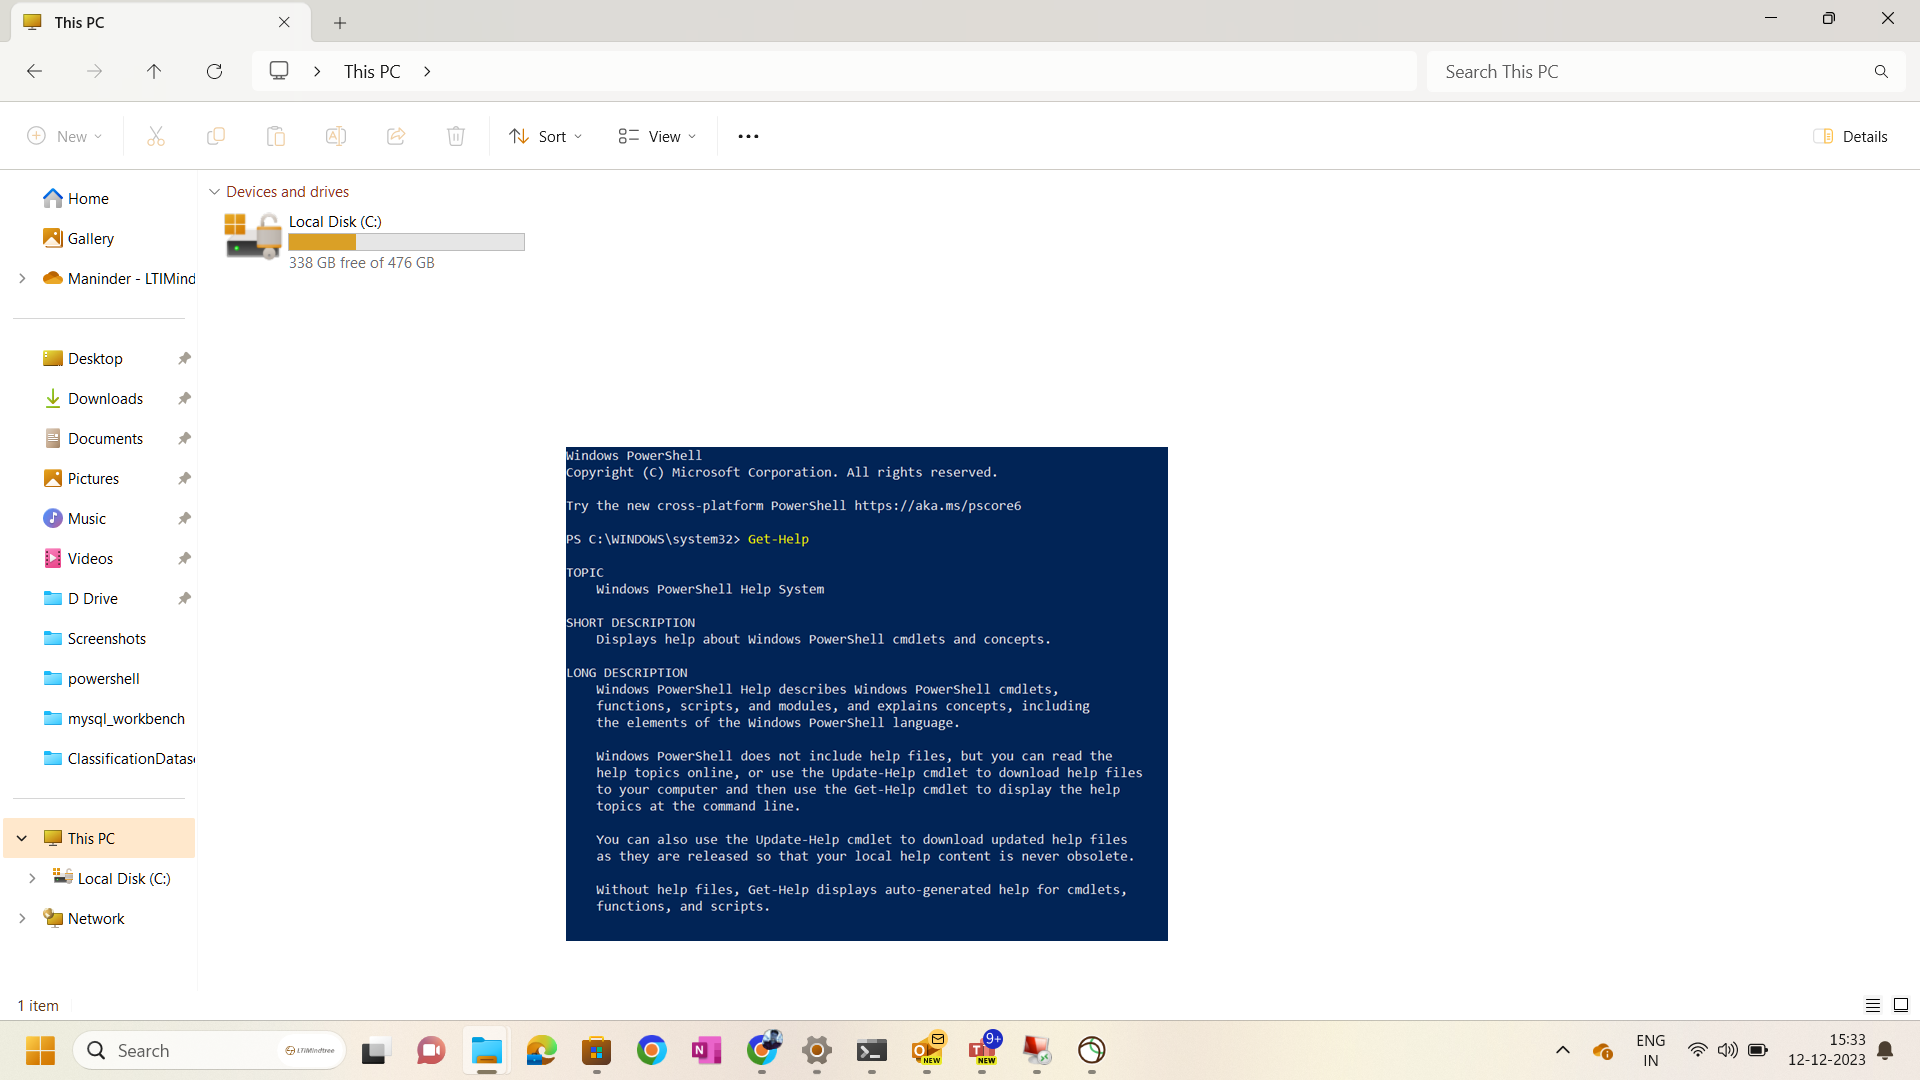 This PC
This PC
Search This PC
New
Sort
View
Details
Home
Gallery
Maninder - LTIMind
Desktop
Downloads
Documents
Pictures
Music
Videos
D Drive
Screenshots
powershell
mysql_workbench
ClassificationDatas
This PC
Local Disk (C:)
Network
Devices and drives
Local Disk (C:)
338 GB free of 476 GB
Windows PowerShell
Copyright (C) Microsoft Corporation. All rights reserved.
Try the new cross-platform PowerShell https://aka.ms/pscore6
PS C:\WINDOWS\system32> Get-Help
TOPIC
Windows PowerShell Help System
SHORT DESCRIPTION
Displays help about Windows PowerShell cmdlets and concepts.
LONG DESCRIPTION
Windows PowerShell Help describes Windows PowerShell cmdlets,
functions, scripts, and modules, and explains concepts, including
the elements of the Windows PowerShell language.
Windows PowerShell does not include help files, but you can read the
help topics online, or use the Update-Help cmdlet to download help files
to your computer and then use the Get-Help cmdlet to display the help
topics at the command line.
You can also use the Update-Help cmdlet to download updated help files
as they are released so that your local help content is never obsolete.
Without help files, Get-Help displays auto-generated help for cmdlets,
functions, and scripts.
1 item
Search
LTIMindtree
NEW
9+
NEW
ENG
IN
15:33
12-12-2023